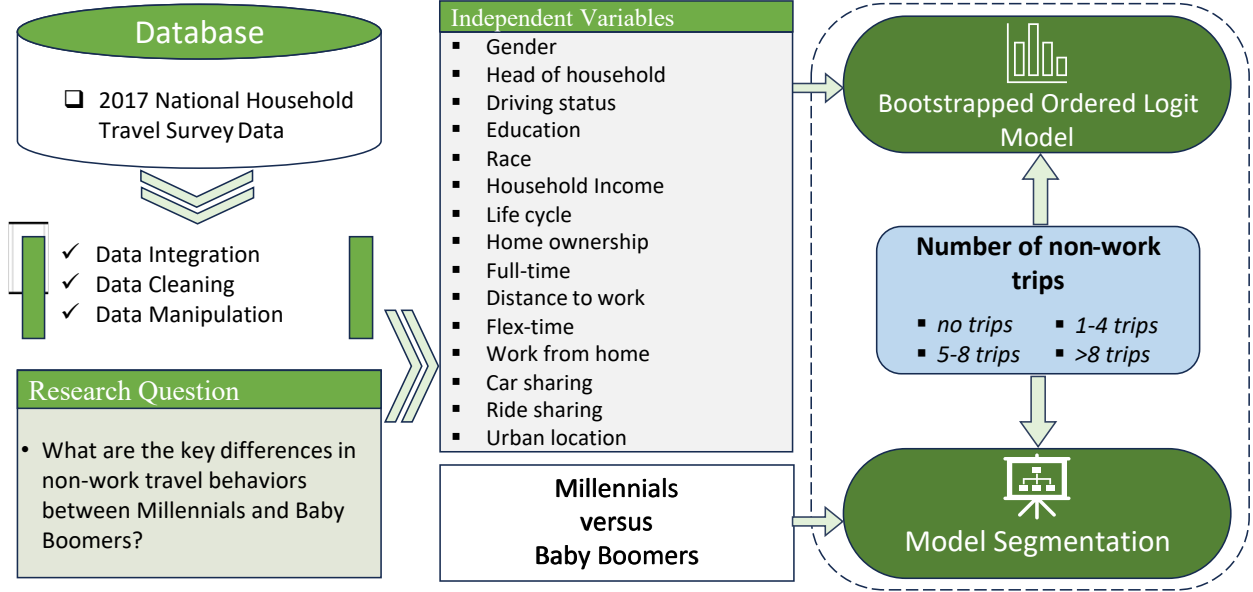 Database
❑ 2017 National Household
Travel Survey Data
✓ Data Integration
✓ Data Cleaning
✓ Data Manipulation
Research Question
• What are the key differences in
non-work travel behaviors
between Millennials and Baby
Boomers?
Independent Variables
▪ Gender
▪ Head of household
▪ Driving status
▪ Education
▪ Race
▪ Household Income
▪ Life cycle
▪ Home ownership
▪ Full-time
▪ Distance to work
▪ Flex-time
▪ Work from home
▪ Car sharing
▪ Ride sharing
▪ Urban location
Millennials
versus
Baby Boomers
Bootstrapped Ordered Logit
Model
Number of non-work
trips
▪ no trips ▪ 1-4 trips
▪ 5-8 trips ▪ >8 trips
Model Segmentation